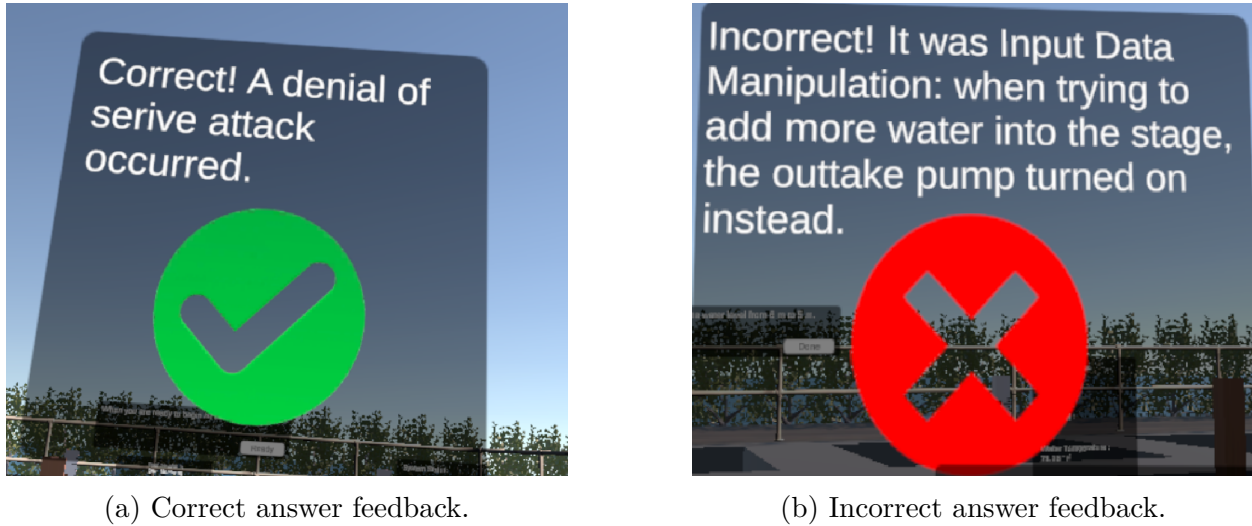 Correct! A denial of
serive attack
occurred.
Incorrect! It was Input Data
Manipulation: when trying to
add more water into the stage,
the outtake pump turned on
instead.
Done
Ready
(a) Correct answer feedback.
(b) Incorrect answer feedback.